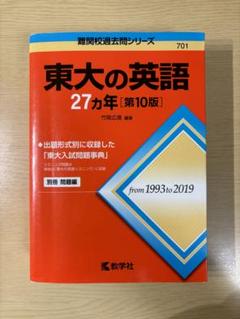 難関校過去問シリーズ
701
東大の英語
27カ年[第10版]
竹岡広信 編著
出題形式別に収録した
「東大入試問題事典」
別冊 問題編
from 1993 to 2019
教学社